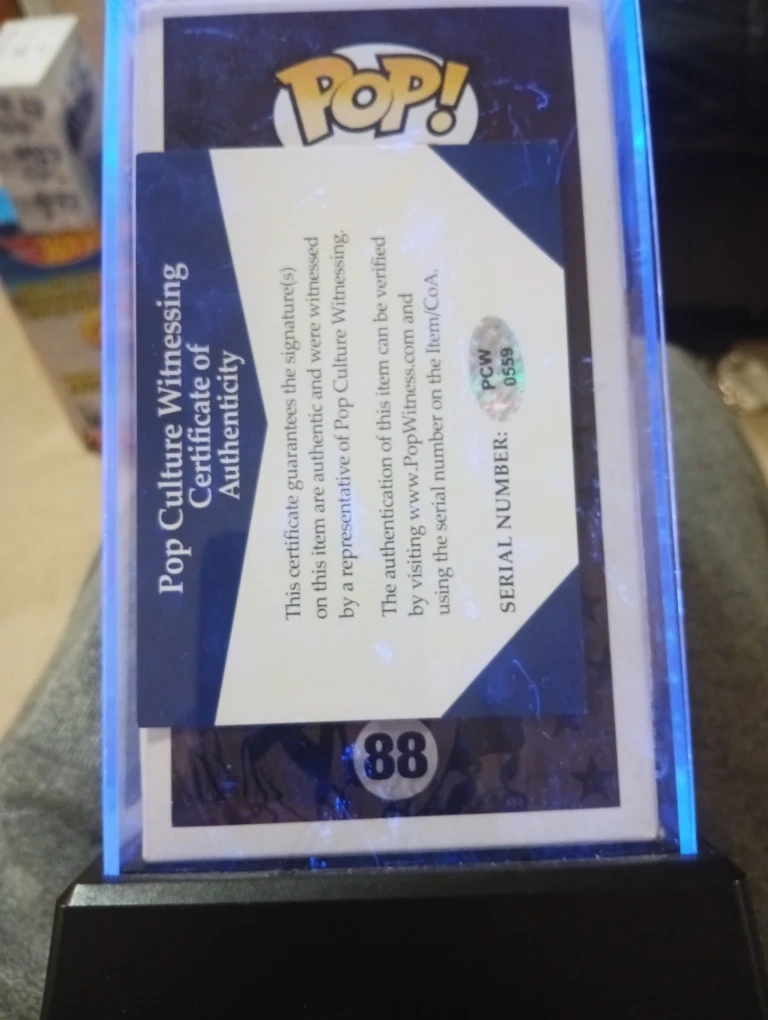 POP!
Pop Culture Witnessing
Certificate of
Authenticity
This certificate guarantees the signature(s)
on this item are authentic and were witnessed
by a representative of Pop Culture Witnessing.
The authentication of this item can be verified
by visiting www.PopWitness.com and
using the serial number on the Item/CoA.
SERIAL NUMBER:
PCW
0559
88